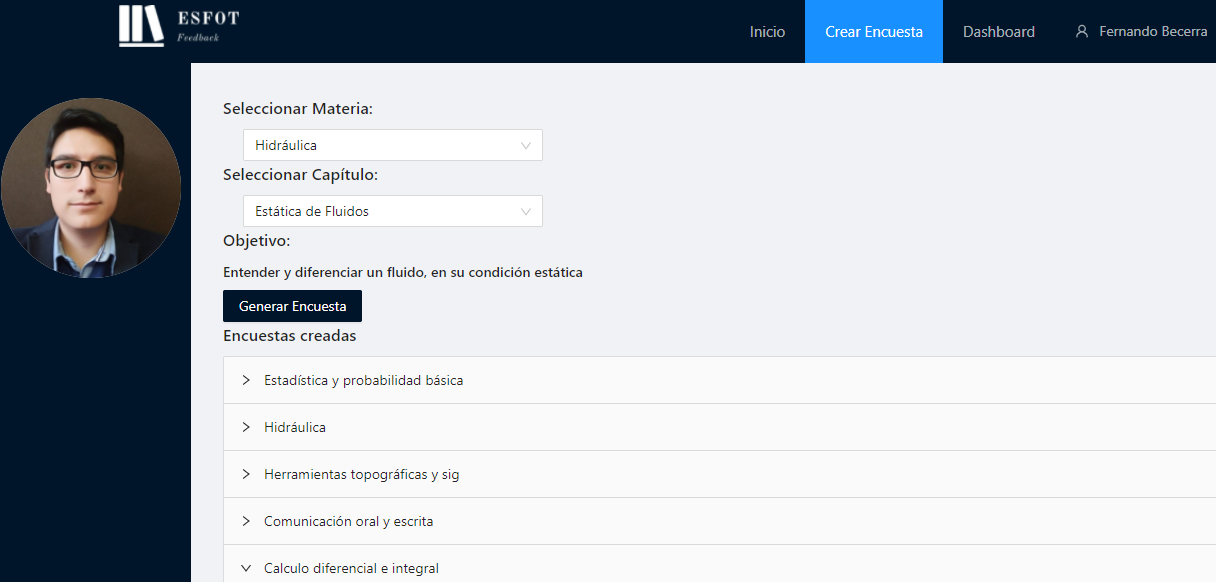 ESFOT
Feedback
Inicio
Crear Encuesta
Dashboard
Fernando Becerra
Seleccionar Materia:
Hidráulica
Seleccionar Capítulo:
Estática de Fluidos
Objetivo:
Entender y diferenciar un fluido, en su condición estática
Generar Encuesta
Encuestas creadas
Estadística y probabilidad básica
Hidráulica
Herramientas topográficas y sig
Comunicación oral y escrita
Calculo diferencial e integral